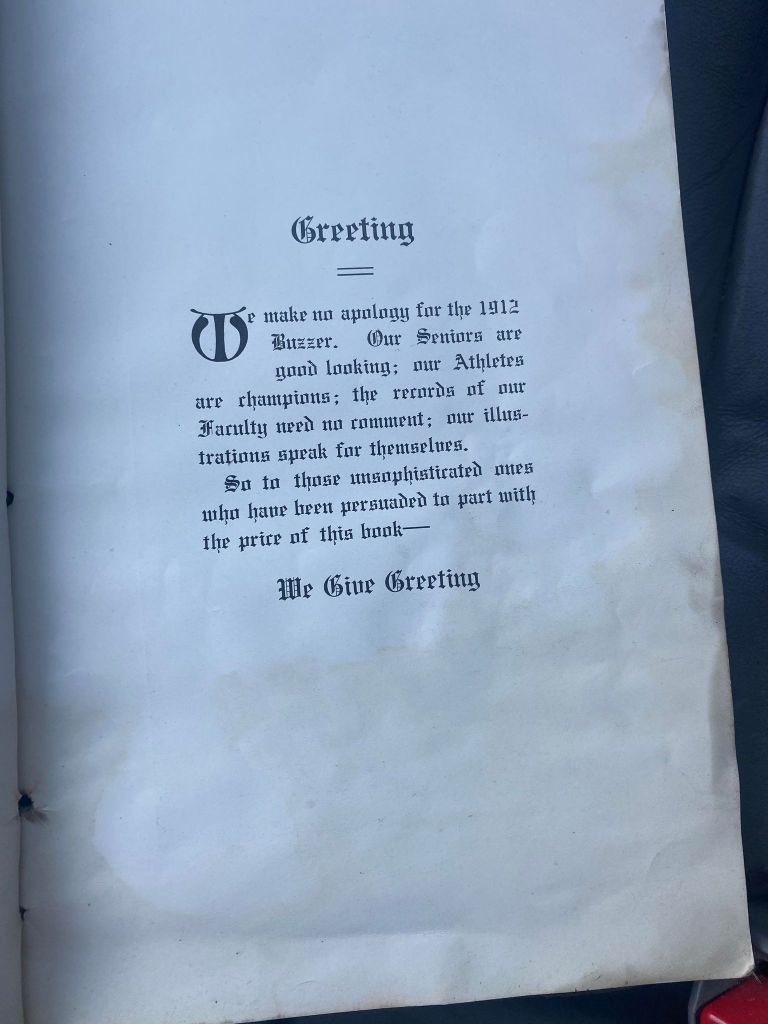 Greeting
We make no apology for the 1912
Buzzer. Our Seniors are
good looking; our Athletes
are champions; the records of our
Faculty need no comment; our illus-
trations speak for themselves.
So to those unsophisticated ones
who have been persuaded to part with
the price of this book—
We Give Greeting